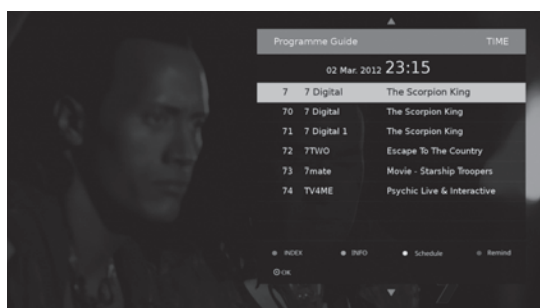 Programme Guide TIME
02 Mar. 2012 23:15
7 7 Digital The Scorpion King
70 7 Digital The Scorpion King
71 7 Digital 1 The Scorpion King
72 7TWO Escape To The Country
73 7mate Movie - Starship Troopers
74 TV4ME Psychic Live & Interactive
INDEX INFO Schedule Remind
OK